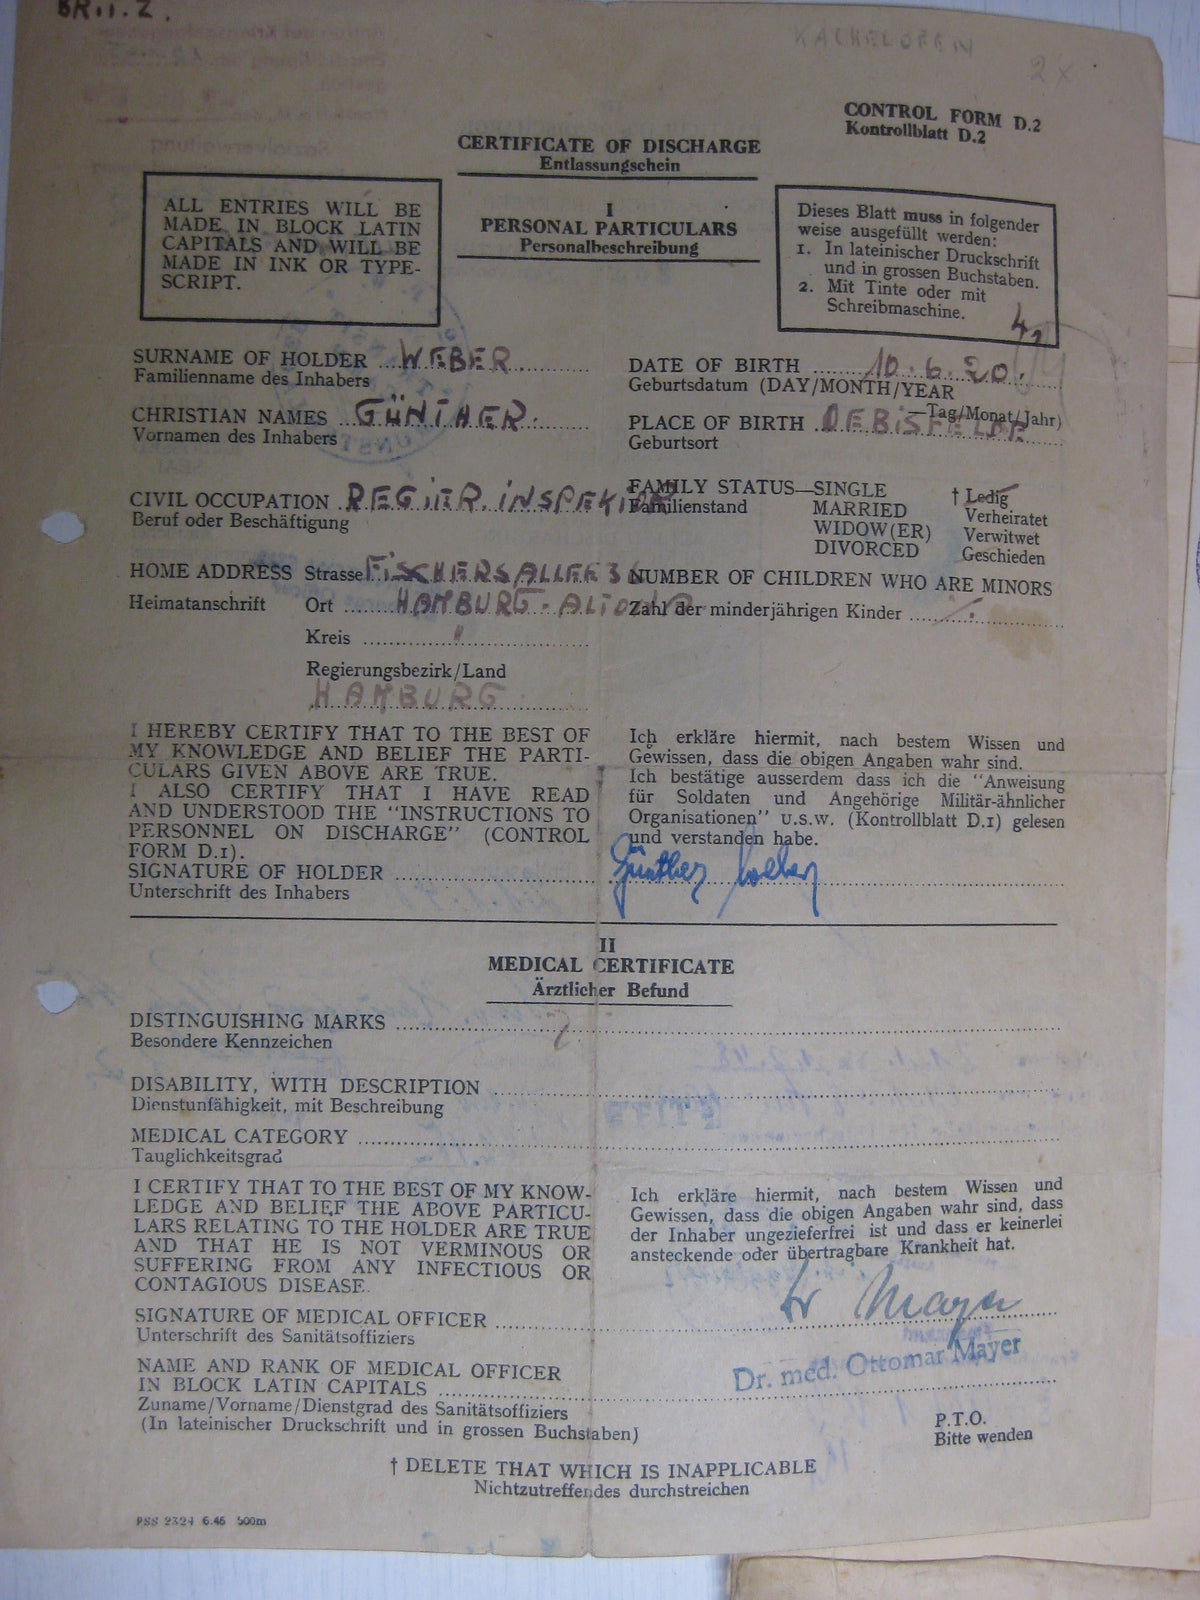 BR.II.Z.
KACHELOFEN
2x
CONTROL FORM D.2
Kontrollblatt D.2
CERTIFICATE OF DISCHARGE
Entlassungschein
I
PERSONAL PARTICULARS
Personalbeschreibung
ALL ENTRIES WILL BE
MADE IN BLOCK LATIN
CAPITALS AND WILL BE
MADE IN INK OR TYPE-
SCRIPT.
Dieses Blatt muss in folgender
weise ausgefüllt werden:
1. In lateinischer Druckschrift
und in grossen Buchstaben.
2. Mit Tinte oder mit
Schreibmaschine.
SURNAME OF HOLDER WEBER
Familienname des Inhabers
DATE OF BIRTH 10.6.20.
Geburtsdatum (DAY/MONTH/YEAR
—Tag/Monat/Jahr)
CHRISTIAN NAMES GÜNTHER.
Vornamen des Inhabers
PLACE OF BIRTH OEBISFELDE
Geburtsort
CIVIL OCCUPATION REGIER. INSPEKTOR
Beruf oder Beschäftigung
FAMILY STATUS—SINGLE † Ledig
Familienstand MARRIED Verheiratet
WIDOW(ER) Verwitwet
DIVORCED Geschieden
HOME ADDRESS Strasse FISCHERSALLEE 36
Heimatanschrift Ort HAMBURG-ALTONA
Kreis "
Regierungsbezirk/Land
HAMBURG
NUMBER OF CHILDREN WHO ARE MINORS
Zahl der minderjährigen Kinder ./.
I HEREBY CERTIFY THAT TO THE BEST OF
MY KNOWLEDGE AND BELIEF THE PARTI-
CULARS GIVEN ABOVE ARE TRUE.
I ALSO CERTIFY THAT I HAVE READ
AND UNDERSTOOD THE "INSTRUCTIONS TO
PERSONNEL ON DISCHARGE" (CONTROL
FORM D.1).
SIGNATURE OF HOLDER
Unterschrift des Inhabers
Ich erkläre hiermit, nach bestem Wissen und
Gewissen, dass die obigen Angaben wahr sind.
Ich bestätige ausserdem dass ich die "Anweisung
für Soldaten und Angehörige Militär-ähnlicher
Organisationen" u.s.w. (Kontrollblatt D.1) gelesen
und verstanden habe.
Günther Weber
II
MEDICAL CERTIFICATE
Ärztlicher Befund
DISTINGUISHING MARKS
Besondere Kennzeichen
DISABILITY, WITH DESCRIPTION
Dienstunfähigkeit, mit Beschreibung
MEDICAL CATEGORY
Tauglichkeitsgrad
I CERTIFY THAT TO THE BEST OF MY KNOW-
LEDGE AND BELIEF THE ABOVE PARTICU-
LARS RELATING TO THE HOLDER ARE TRUE
AND THAT HE IS NOT VERMINOUS OR
SUFFERING FROM ANY INFECTIOUS OR
CONTAGIOUS DISEASE.
Ich erkläre hiermit, nach bestem Wissen und
Gewissen, dass die obigen Angaben wahr sind, dass
der Inhaber ungezieferfrei ist und dass er keinerlei
ansteckende oder übertragbare Krankheit hat.
SIGNATURE OF MEDICAL OFFICER Dr Mayer
Unterschrift des Sanitätsoffiziers
NAME AND RANK OF MEDICAL OFFICER
IN BLOCK LATIN CAPITALS Dr. med. Ottomar Mayer
Zuname/Vorname/Dienstgrad des Sanitätsoffiziers
(In lateinischer Druckschrift und in grossen Buchstaben)
P.T.O.
Bitte wenden
† DELETE THAT WHICH IS INAPPLICABLE
Nichtzutreffendes durchstreichen
PSS 2324 6.46 500m